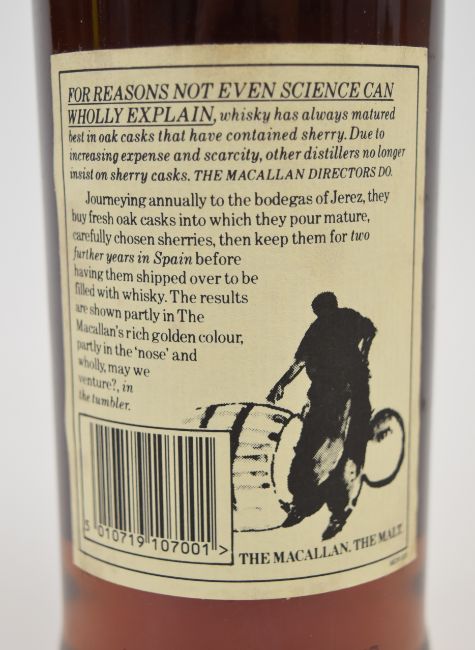 FOR REASONS NOT EVEN SCIENCE CAN
WHOLLY EXPLAIN, whisky has always matured
best in oak casks that have contained sherry. Due to
increasing expense and scarcity, other distillers no longer
insist on sherry casks. THE MACALLAN DIRECTORS DO.
Journeying annually to the bodegas of Jerez, they
buy fresh oak casks into which they pour mature,
carefully chosen sherries, then keep them for two
further years in Spain before
having them shipped over to be
filled with whisky. The results
are shown partly in The
Macallan's rich golden colour,
partly in the 'nose' and
wholly, may we
venture?, in
the tumbler.
5 010719 107001 >
THE MACALLAN. THE MALT.